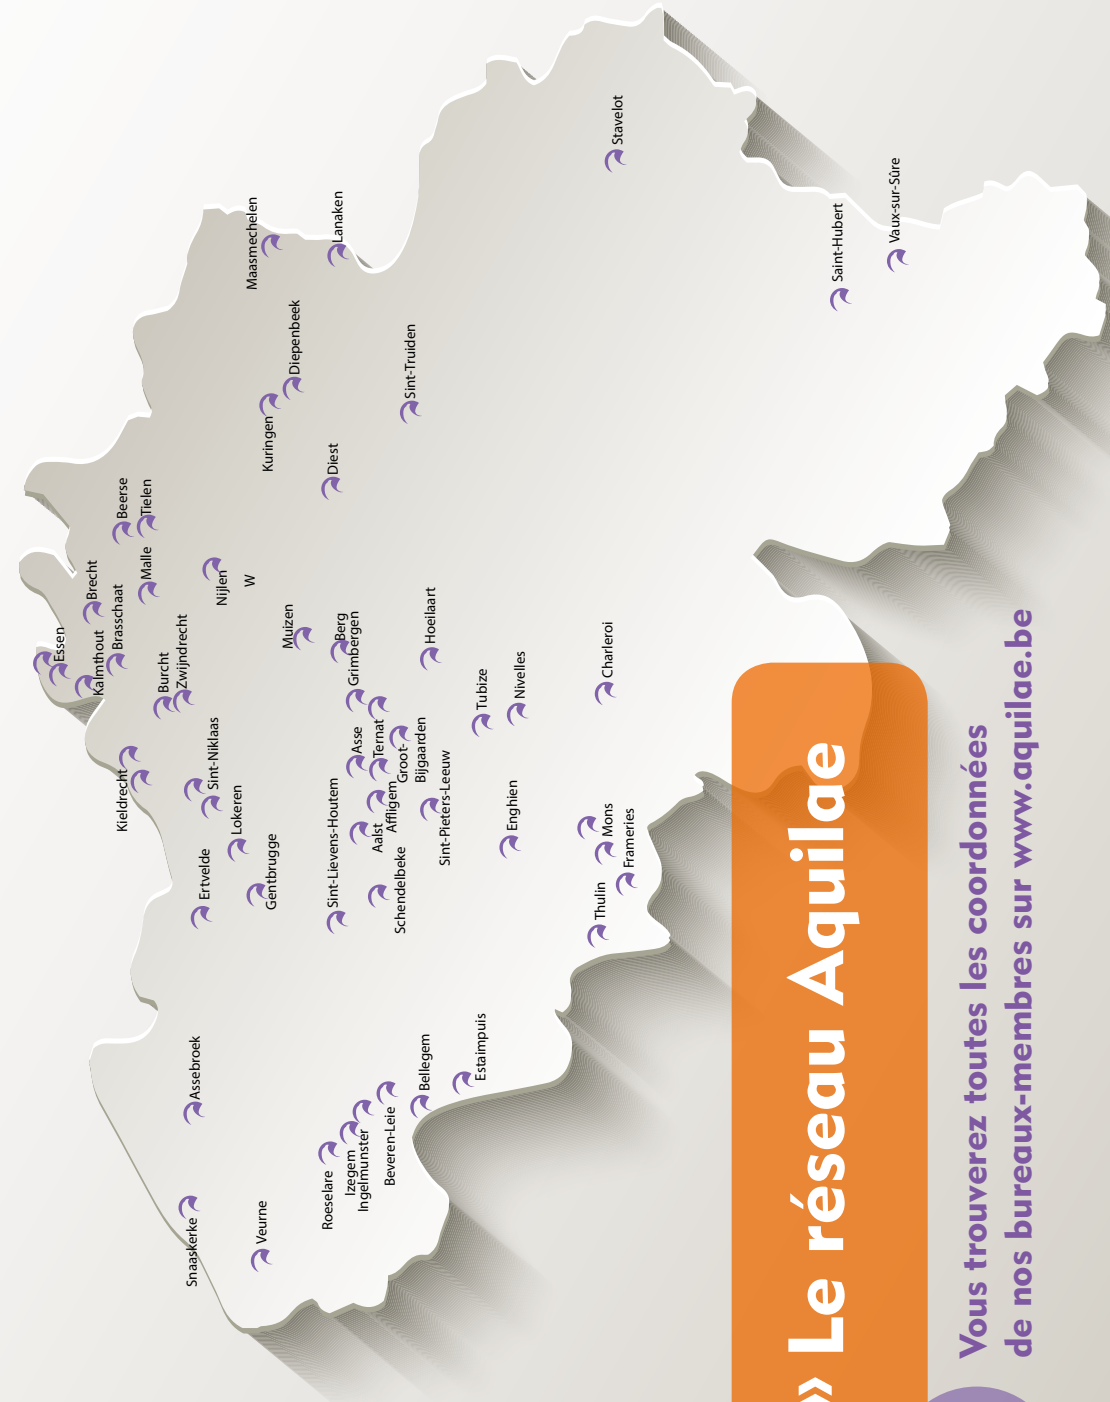 Essen
Kalmthout
Brecht
Brasschaat
Beerse
Tielen
Malle
Kieldrecht
Burcht
Zwijndrecht
Nijlen
W
Snaaskerke
Assebroek
Ertvelde
Sint-Niklaas
Lokeren
Gentbrugge
Veurne
Maasmechelen
Lanaken
Kuringen
Diepenbeek
Diest
Sint-Truiden
Muizen
Berg
Grimbergen
Sint-Lievens-Houtem
Asse
Ternat
Aalst
Affligem
Groot-
Bijgaarden
Schendelbeke
Hoeilaart
Sint-Pieters-Leeuw
Roeselare
Izegem
Ingelmunster
Beveren-Leie
Bellegem
Estaimpuis
Tubize
Nivelles
Enghien
Charleroi
Mons
Frameries
Thulin
Stavelot
Saint-Hubert
Vaux-sur-Sûre
» Le réseau Aquilae
Vous trouverez toutes les coordonnées
de nos bureaux-membres sur www.aquilae.be